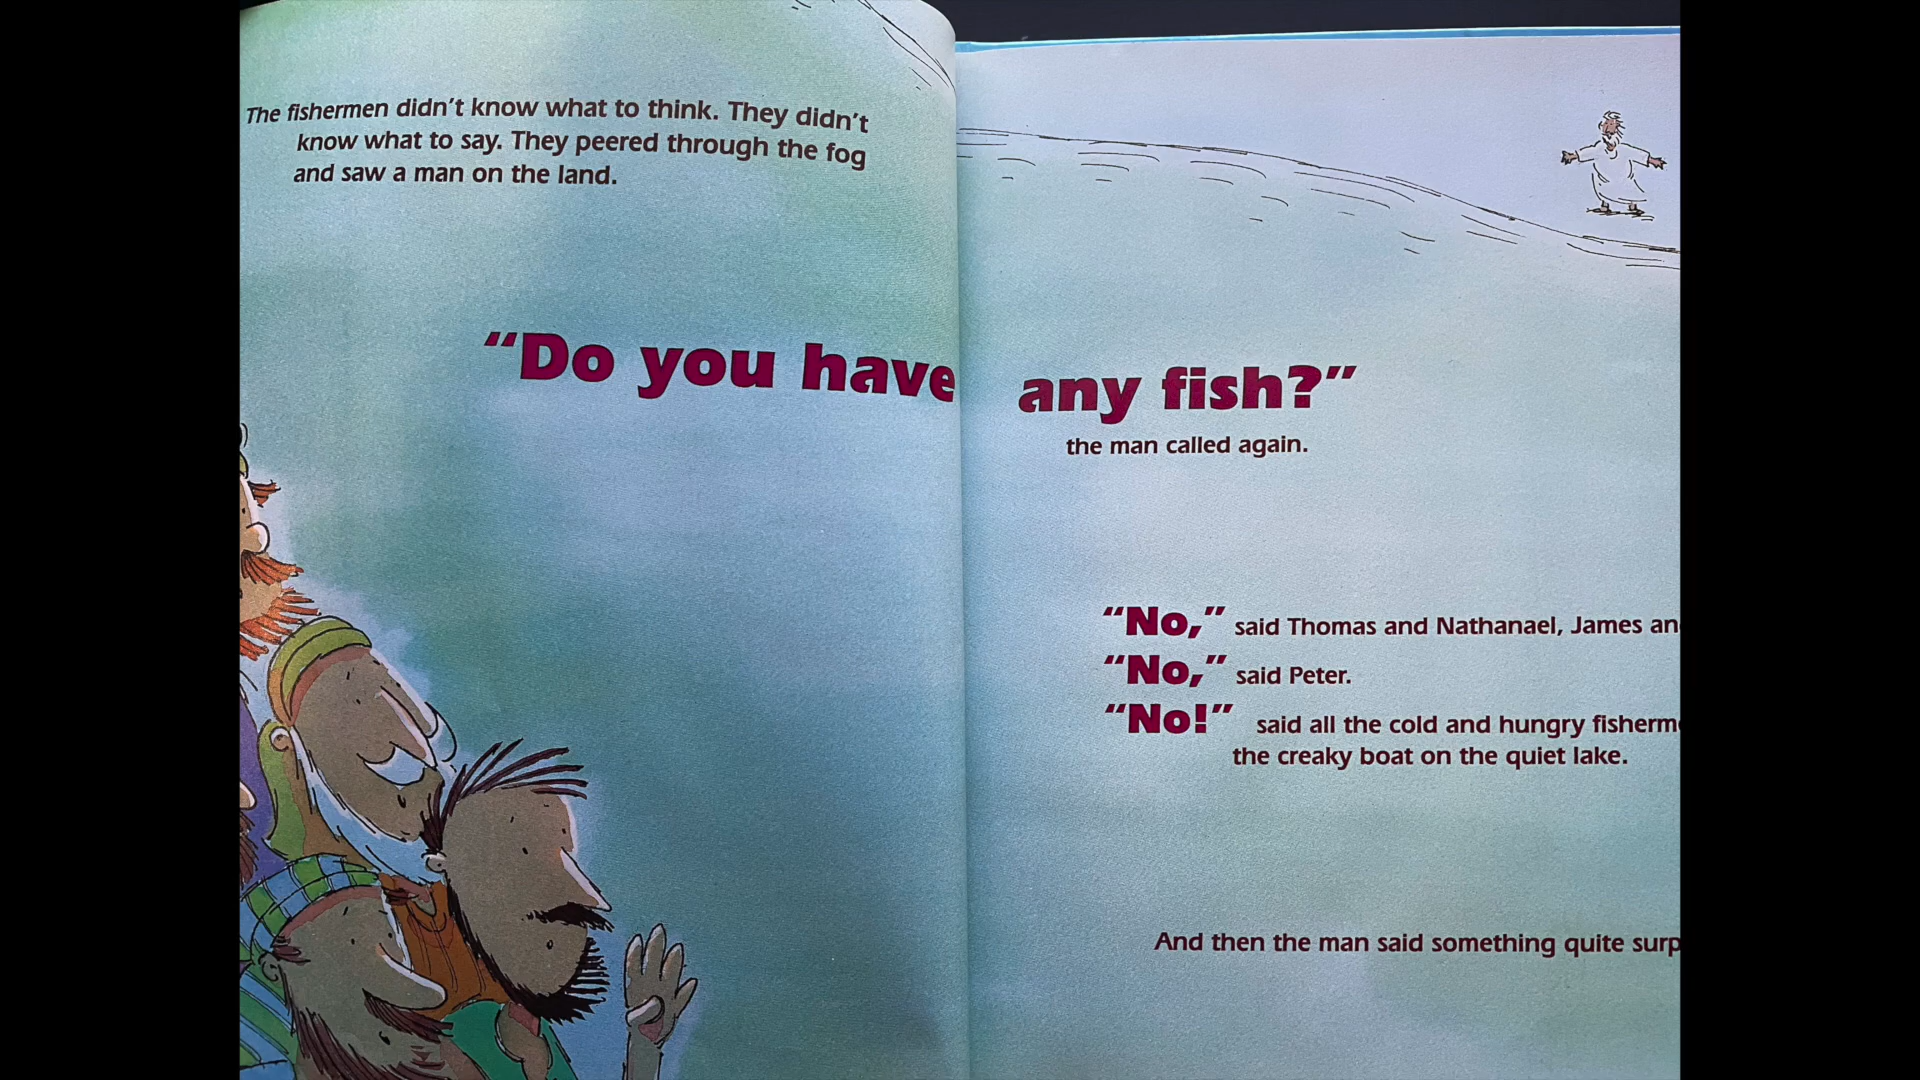 The fishermen didn't know what to think. They didn't
know what to say. They peered through the fog
and saw a man on the land.
"Do you have any fish?"
the man called again.
"No," said Thomas and Nathanael, James
"No," said Peter.
"No!" said all the cold and hungry
the creaky boat on the quiet lake.
And then the man said something quite